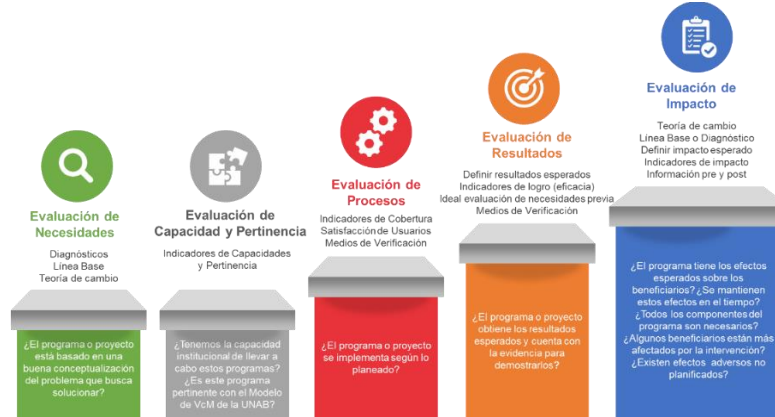 Evaluación de
Necesidades
Diagnósticos
Línea Base
Teoría de cambio
¿El programa o proyecto
está basado en una
buena conceptualización
del problema que busca
solucionar?
Evaluación de
Capacidad y Pertinencia
Indicadores de Capacidades
y Pertinencia
¿Tenemos la capacidad
institucional de llevar a
cabo estos programas?
¿Es este programa
pertinente con el Modelo
de VcM de la UNAB?
Evaluación de
Procesos
Indicadores de Cobertura
Satisfacción de Usuarios
Medios de Verificación
¿El programa o proyecto
se implementa según lo
planeado?
Evaluación de
Resultados
Definir resultados esperados
Indicadores de logro (eficacia)
Ideal evaluación de necesidades previa
Medios de Verificación
¿El programa o proyecto
obtiene los resultados
esperados y cuenta con
la evidencia para
demostrarlos?
Evaluación de
Impacto
Teoría de cambio
Línea Base o Diagnóstico
Definir impacto esperado
Indicadores de impacto
Información pre y post
¿El programa tiene los efectos
esperados sobre los
beneficiarios? ¿Se mantienen
estos efectos en el tiempo?
¿Todos los componentes del
programa son necesarios?
¿Algunos beneficiarios están más
afectados por la intervención?
¿Existen efectos adversos no
planificados?